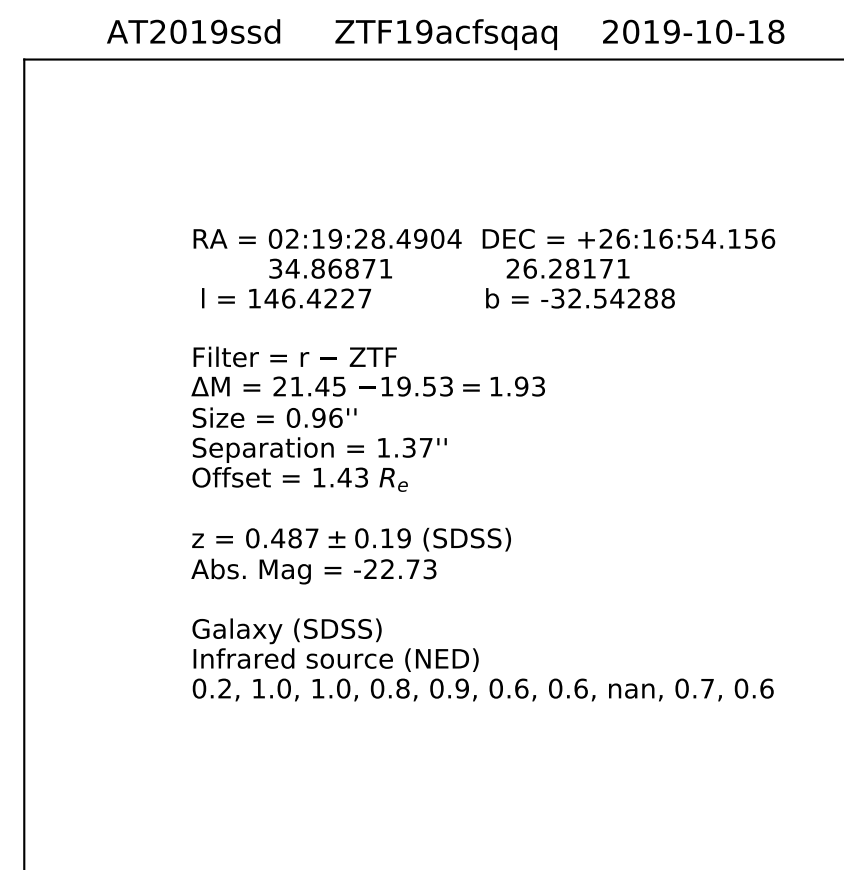 AT2019ssd ZTF19acfsqaq 2019-10-18
RA = 02:19:28.4904 DEC = +26:16:54.156
34.86871 26.28171
l = 146.4227 b = -32.54288
Filter = r − ZTF
ΔM = 21.45 −19.53 = 1.93
Size = 0.96''
Separation = 1.37''
Offset = 1.43 Re
z = 0.487 ± 0.19 (SDSS)
Abs. Mag = -22.73
Galaxy (SDSS)
Infrared source (NED)
0.2, 1.0, 1.0, 0.8, 0.9, 0.6, 0.6, nan, 0.7, 0.6